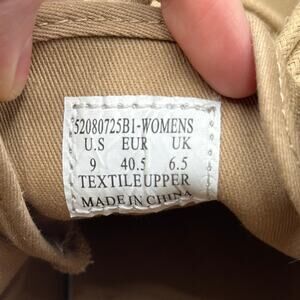 52080725B1-WOMENS
U.S EUR UK
9 40.5 6.5
TEXTILEUPPER
MADE IN CHINA